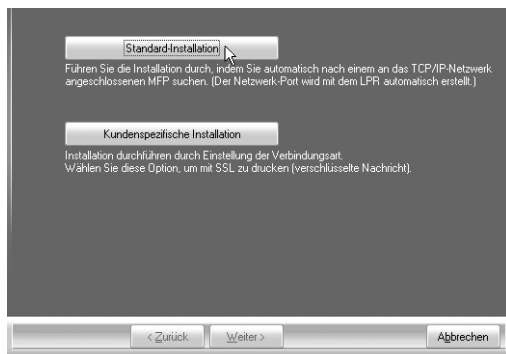 Standard-Installation
Führen Sie die Installation durch, indem Sie automatisch nach einem an das TCP/IP-Netzwerk
angeschlossenen MFP suchen. (Der Netzwerk-Port wird mit dem LPR automatisch erstellt.)
Kundenspezifische Installation
Installation durchführen durch Einstellung der Verbindungsart.
Wählen Sie diese Option, um mit SSL zu drucken (verschlüsselte Nachricht).
< Zurück Weiter > Abbrechen